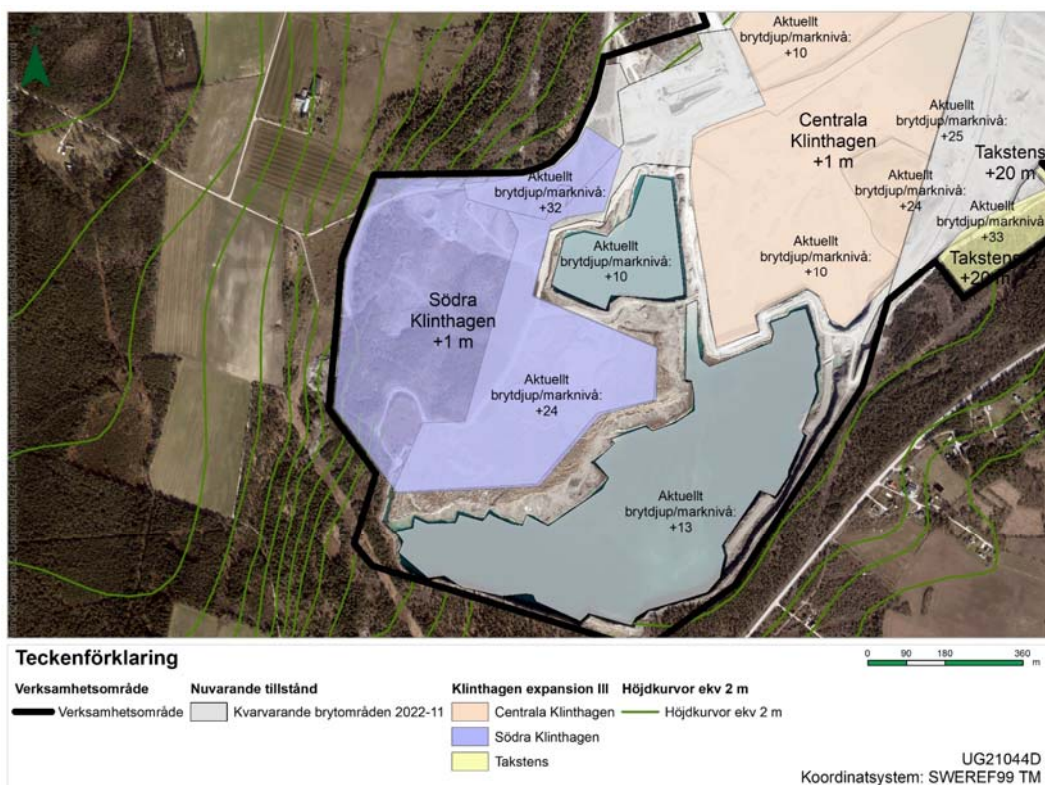 Aktuellt
brytdjup/marknivå:
+10
Centrala
Klinthagen
+1 m
Aktuellt
brytdjup/marknivå:
+25
Takstens
+20 m
Aktuellt
brytdjup/marknivå:
+32
Aktuellt
brytdjup/marknivå:
+24
Aktuellt
brytdjup/marknivå:
+33
Takstens
+20 m
Aktuellt
brytdjup/marknivå:
+10
Aktuellt
brytdjup/marknivå:
+10
Södra
Klinthagen
+1 m
Aktuellt
brytdjup/marknivå:
+24
Aktuellt
brytdjup/marknivå:
+13
Teckenförklaring
0 90 180 360
m
Verksamhetsområde
Verksamhetsområde
Nuvarande tillstånd
Kvarvarande brytområden 2022-11
Klinthagen expansion III
Centrala Klinthagen
Södra Klinthagen
Takstens
Höjdkurvor ekv 2 m
Höjdkurvor ekv 2 m
UG21044D
Koordinatsystem: SWEREF99 TM